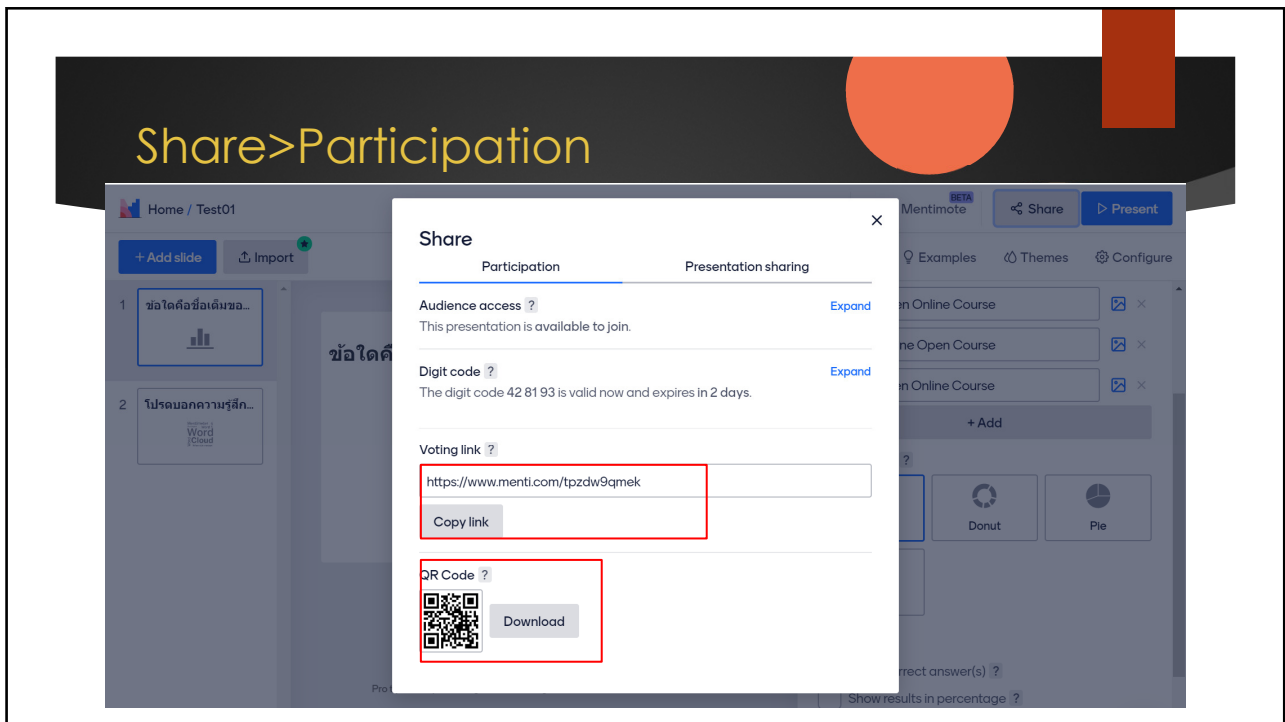 Share>Participation
Home / Test01
Mentimote
BETA
Share
Present
+ Add slide
Import
Examples
Themes
Configure
1
ข้อใดคือชื่อเต็มขอ...
2
โปรดบอกความรู้สึก...
Word
Cloud
ข้อใดคื
Share
Participation
Presentation sharing
Audience access ?
Expand
This presentation is available to join.
Digit code ?
Expand
The digit code 42 81 93 is valid now and expires in 2 days.
Voting link ?
https://www.menti.com/tpzdw9qmek
Copy link
QR Code ?
Download
en Online Course
ne Open Course
en Online Course
+ Add
?
Donut
Pie
rrect answer(s) ?
Show results in percentage ?
Pro t